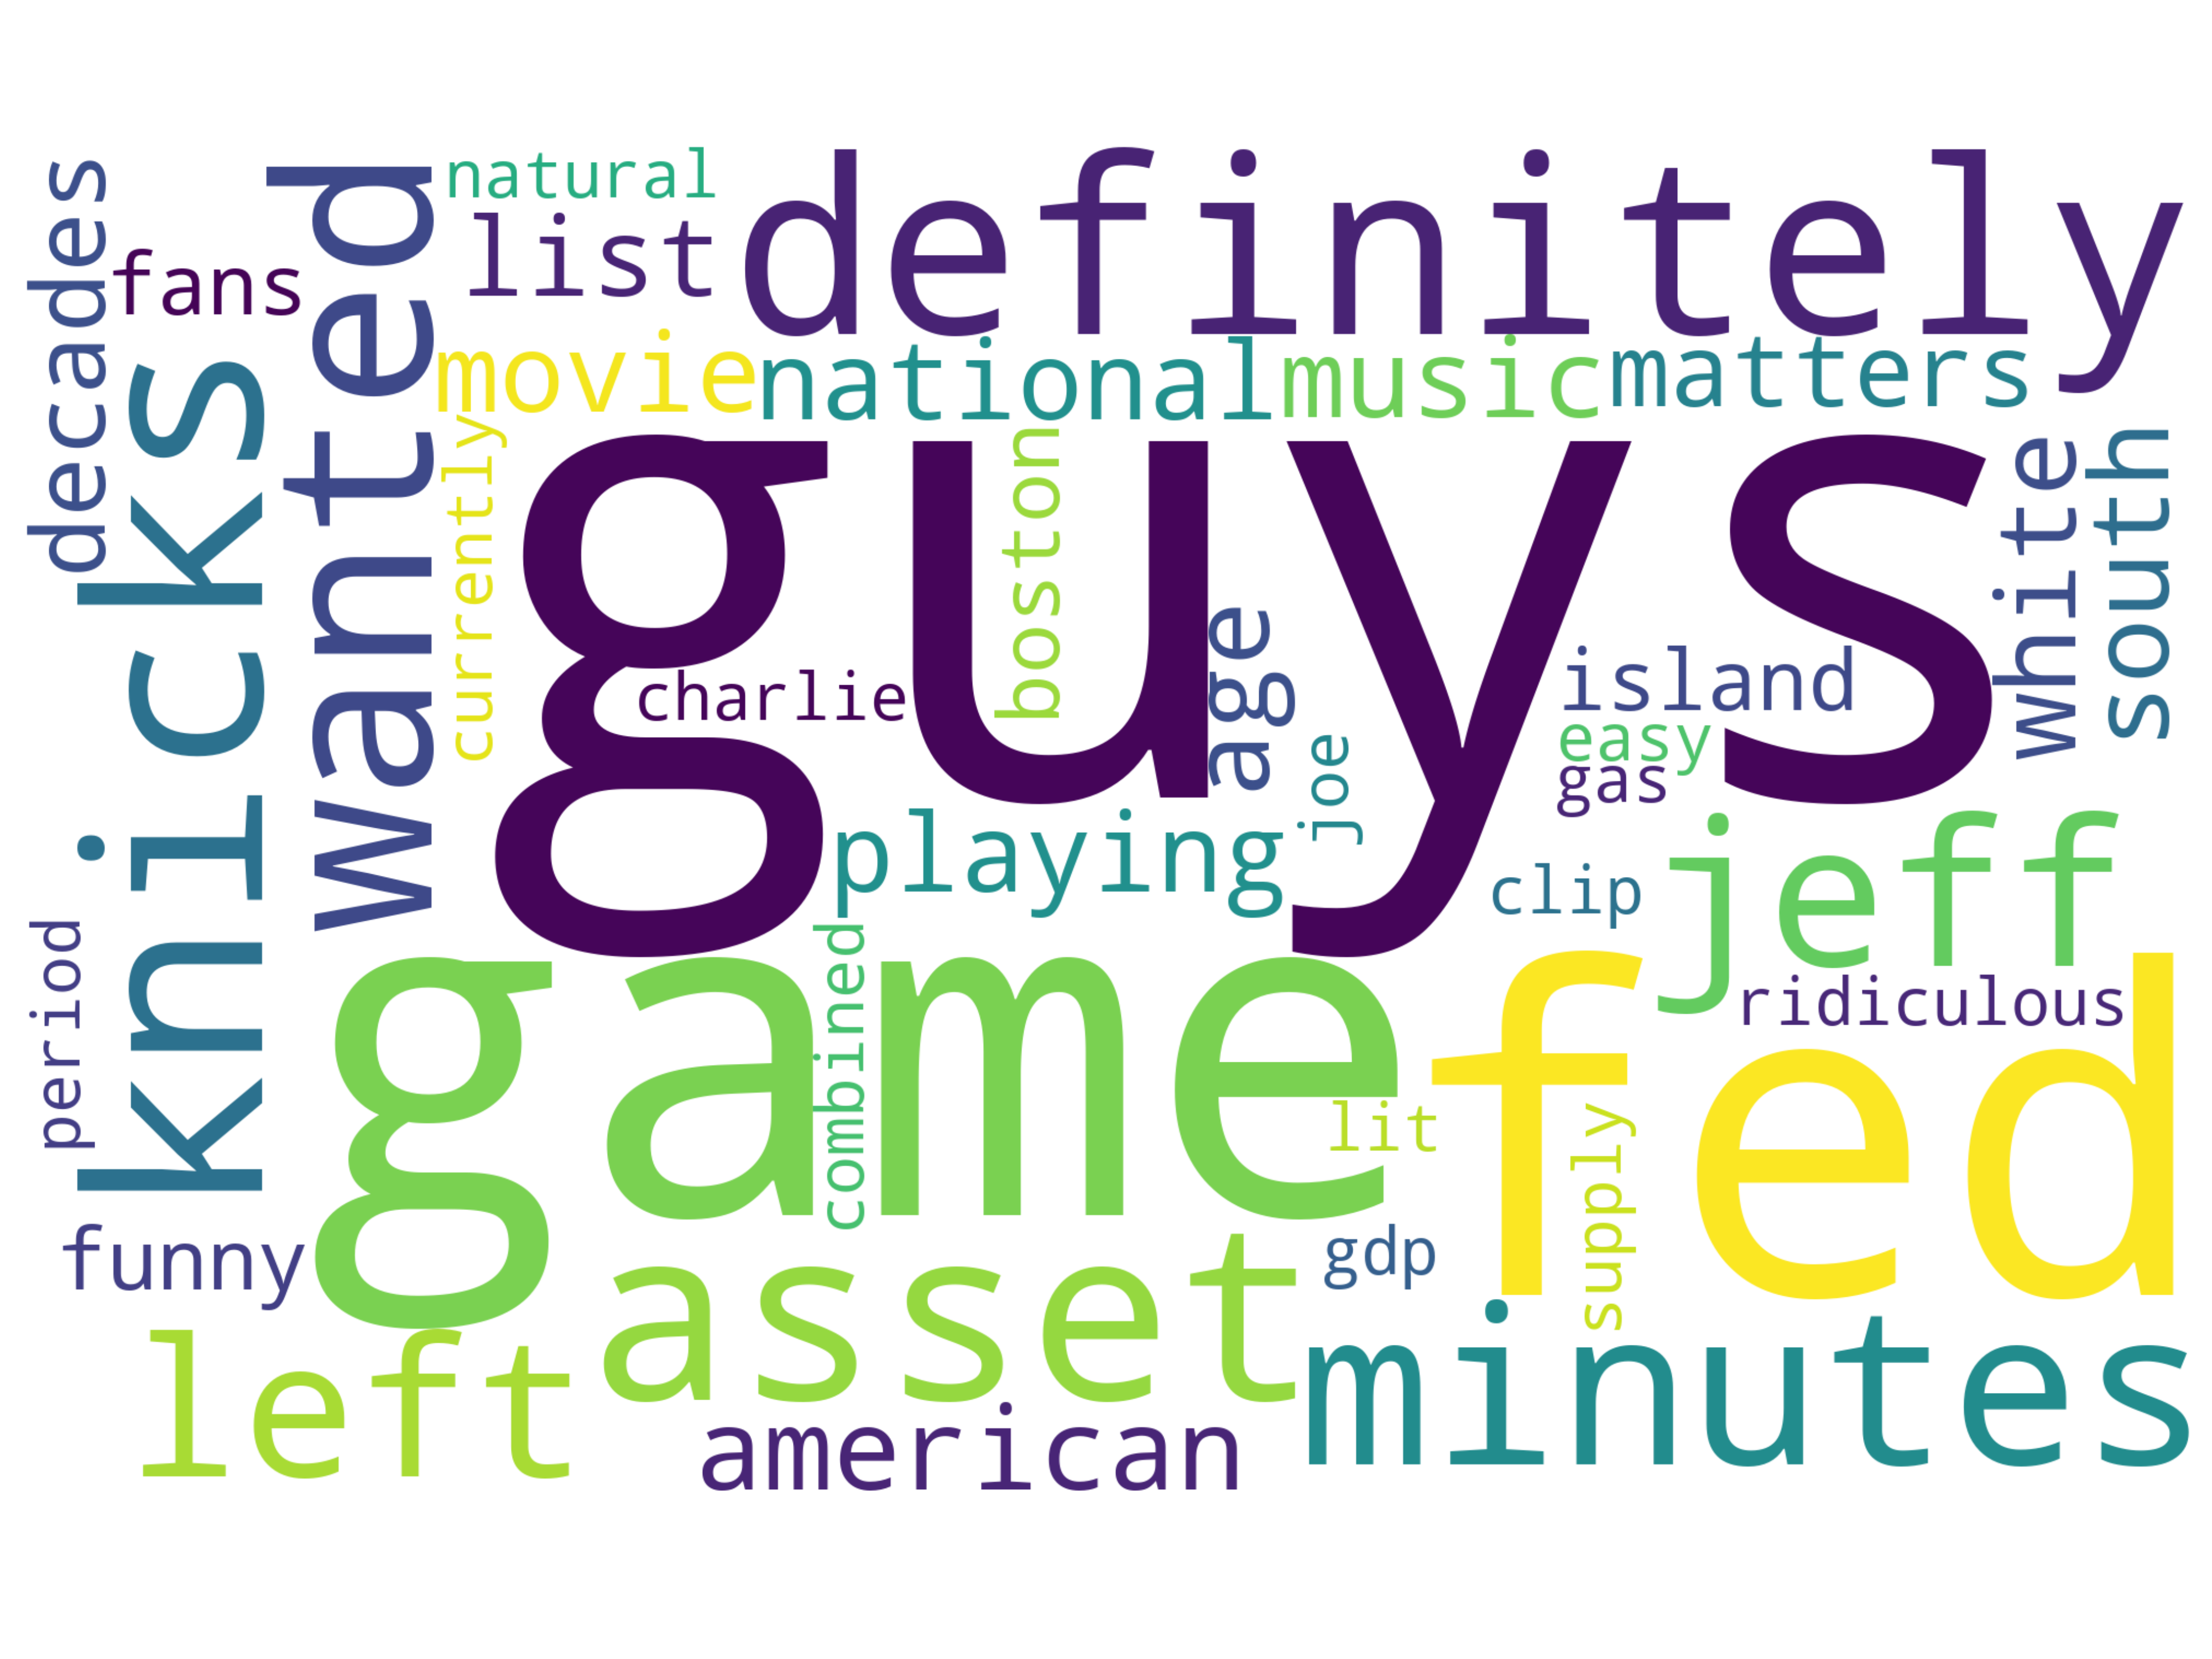 natural
definitely
list
fans
decades
wanted
knicks
movie
national
music
matters
currently
guys
boston
white
south
charlie
age
island
easy
gas
joe
playing
jeff
clip
period
game
combined
fed
ridiculous
lit
supply
funny
gdp
asset
minutes
left
american